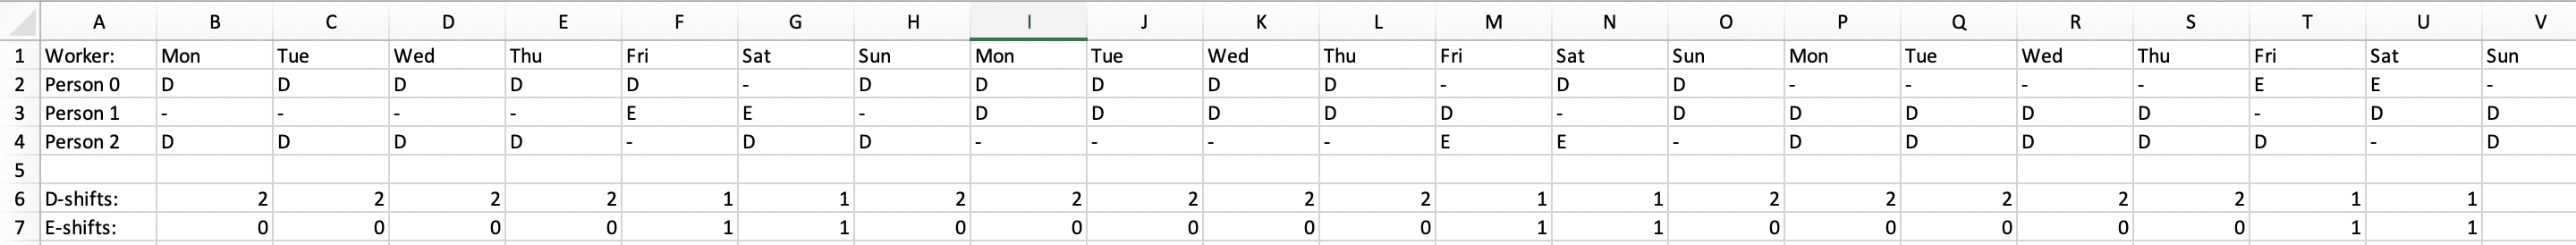 A B C D E F G H I J K L M N O P Q R S T U V
1 Worker: Mon Tue Wed Thu Fri Sat Sun Mon Tue Wed Thu Fri Sat Sun Mon Tue Wed Thu Fri Sat Sun
2 Person 0 D D D D D - D D D D D - D D - - - - E E -
3 Person 1 - - - - E E - D D D D D - D D D D D - D D
4 Person 2 D D D D - D D - - - - E E - D D D D D - D
5
6 D-shifts: 2 2 2 2 1 1 2 2 2 2 2 1 1 2 2 2 2 2 1 1
7 E-shifts: 0 0 0 0 1 1 0 0 0 0 0 1 1 0 0 0 0 0 1 1